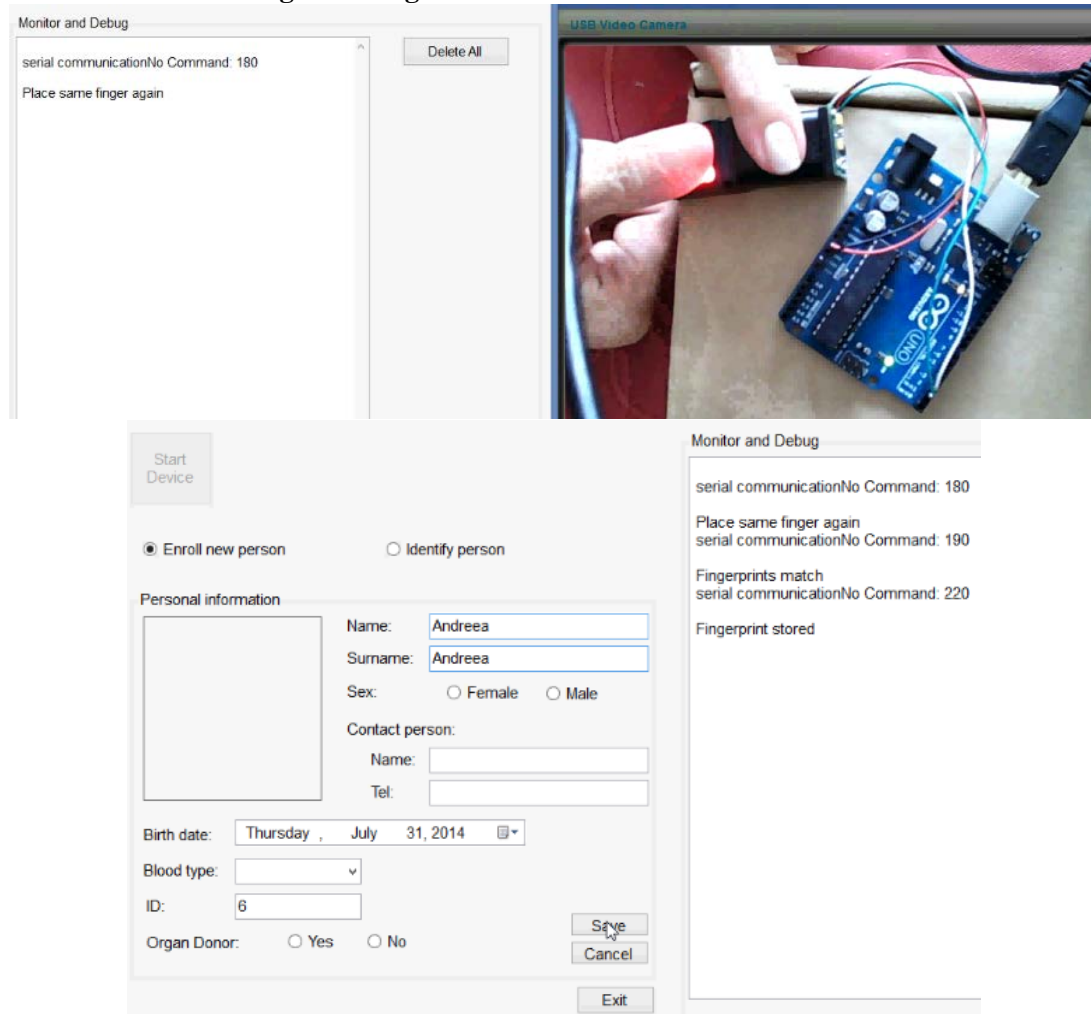 Monitor and Debug
serial communicationNo Command: 180
Place same finger again
Delete All
USB Video Camera
ARDUINO
UNO
Start
Device
Enroll new person
Identify person
Personal information
Name: Andreea
Surname: Andreea
Sex: Female Male
Contact person:
Name:
Tel:
Birth date: Thursday , July 31, 2014
Blood type:
ID: 6
Organ Donor: Yes No
Save
Cancel
Exit
Monitor and Debug
serial communicationNo Command: 180
Place same finger again
serial communicationNo Command: 190
Fingerprints match
serial communicationNo Command: 220
Fingerprint stored